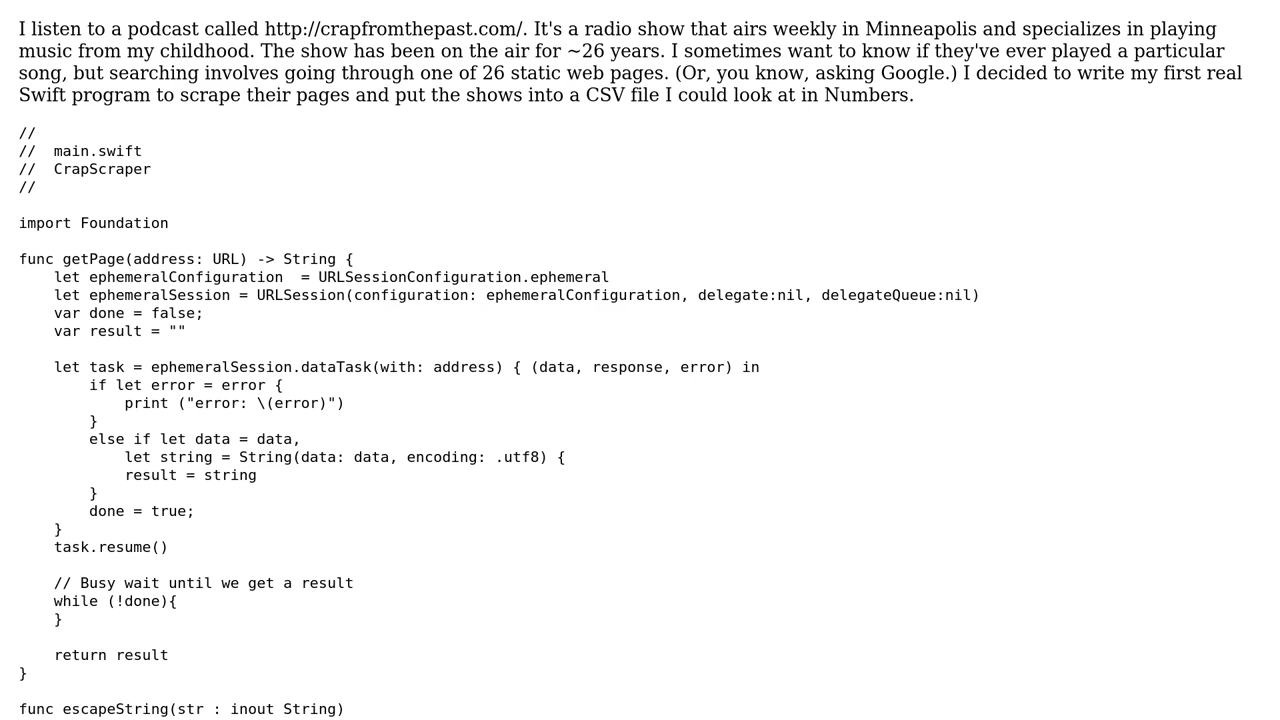 I listen to a podcast called http://crapfromthepast.com/. It's a radio show that airs weekly in Minneapolis and specializes in playing
music from my childhood. The show has been on the air for ~26 years. I sometimes want to know if they've ever played a particular
song, but searching involves going through one of 26 static web pages. (Or, you know, asking Google.) I decided to write my first real
Swift program to scrape their pages and put the shows into a CSV file I could look at in Numbers.
//
//  main.swift
//  CrapScraper
//
import Foundation
func getPage(address: URL) -> String {
    let ephemeralConfiguration  = URLSessionConfiguration.ephemeral
    let ephemeralSession = URLSession(configuration: ephemeralConfiguration, delegate:nil, delegateQueue:nil)
    var done = false;
    var result = ""
    let task = ephemeralSession.dataTask(with: address) { (data, response, error) in
        if let error = error {
            print ("error: \(error)")
        }
        else if let data = data,
            let string = String(data: data, encoding: .utf8) {
            result = string
        }
        done = true;
    }
    task.resume()
    // Busy wait until we get a result
    while (!done){
    }
    return result
}
func escapeString(str : inout String)